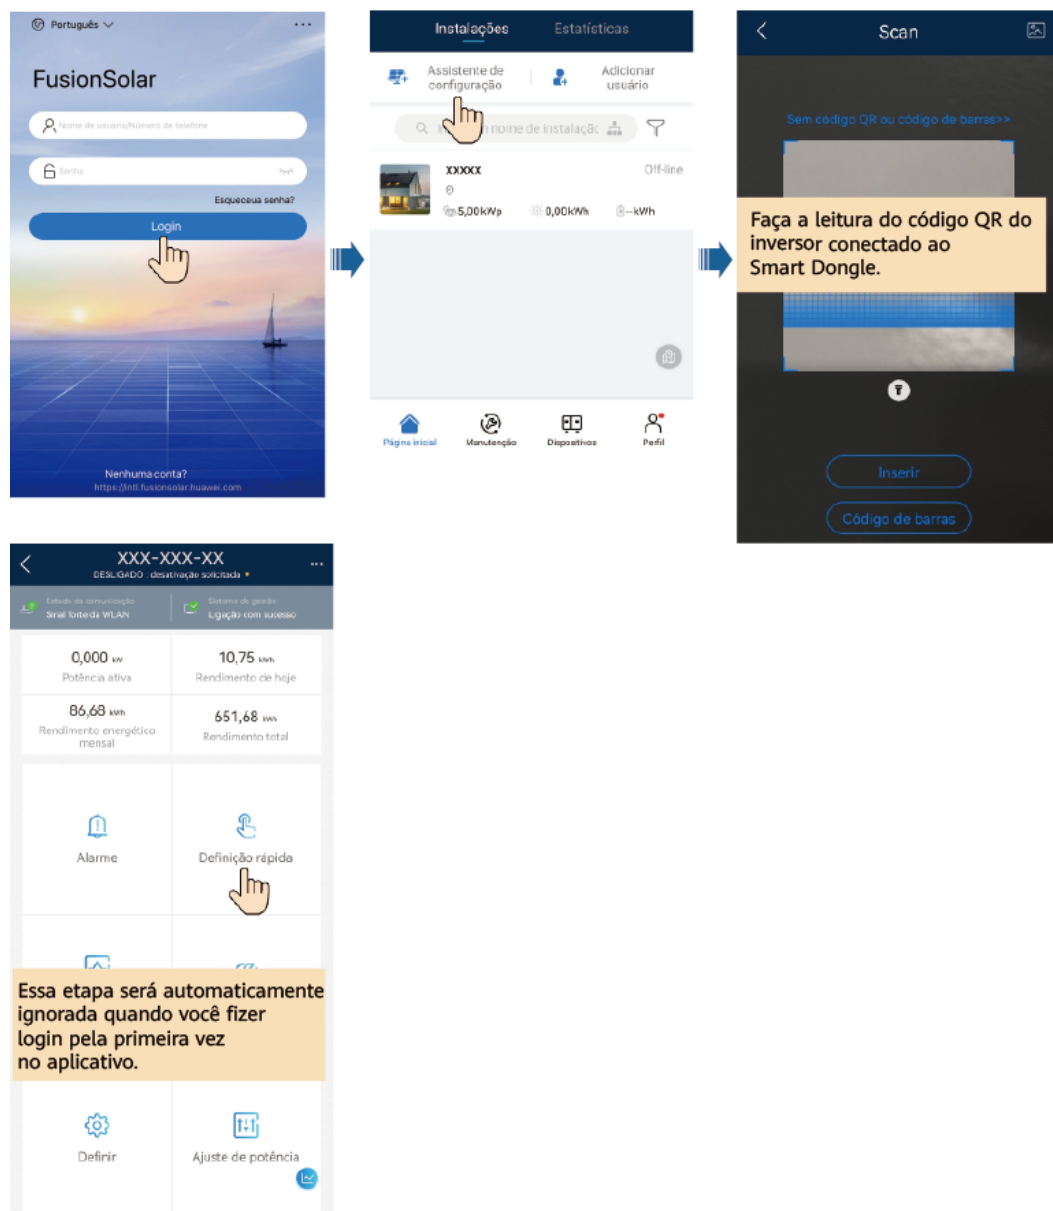 Português
FusionSolar
Nome de usuário/Número de telefone
Senha
Esqueceua senha?
Login
Nenhuma conta?
https://intl.fusionsolar.huawei.com
Instalações Estatísticas
Assistente de
configuração
Adicionar
usuário
nome de instalaçãc
xxxxx Off-line
5,00kWp 0,00kWh --kWh
Página inicial Manutenção Dispositivos Perfil
Scan
Sem código QR ou código de barras>>
Faça a leitura do código QR do
inversor conectado ao
Smart Dongle.
Inserir
Código de barras
XXX-XXX-XX
DESLIGADO : desativação solicitada
Estado da comunicação
Sinal forte da WLAN
Sistema de gestão
Ligação com sucesso
0,000 kW
Potência ativa
10,75 kWh
Rendimento de hoje
86,68 kWh
Rendimento energético
mensal
651,68 kWh
Rendimento total
Alarme
Definição rápida
Essa etapa será automaticamente
ignorada quando você fizer
login pela primeira vez
no aplicativo.
Definir
Ajuste de potência